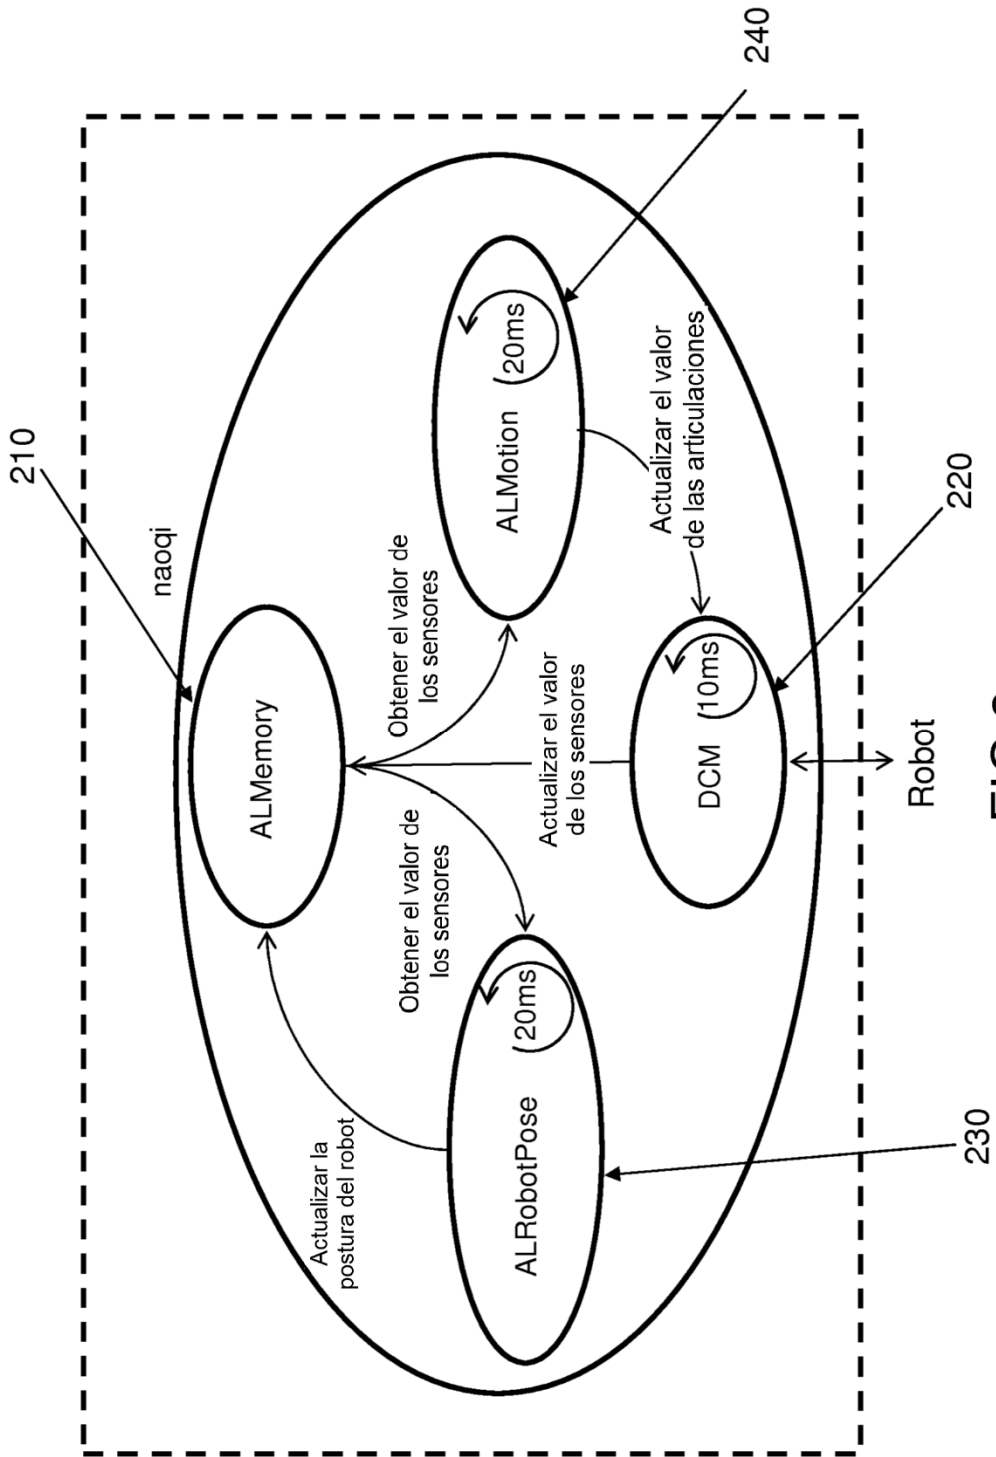 210
naoqi
240
ALMemory
Obtener el valor de
los sensores
ALMotion
20ms
Actualizar la
postura del robot
Obtener el valor de
los sensores
Actualizar el valor
de los sensores
Actualizar el valor
de las articulaciones
ALRobotPose
20ms
DCM
10ms
230
Robot
220